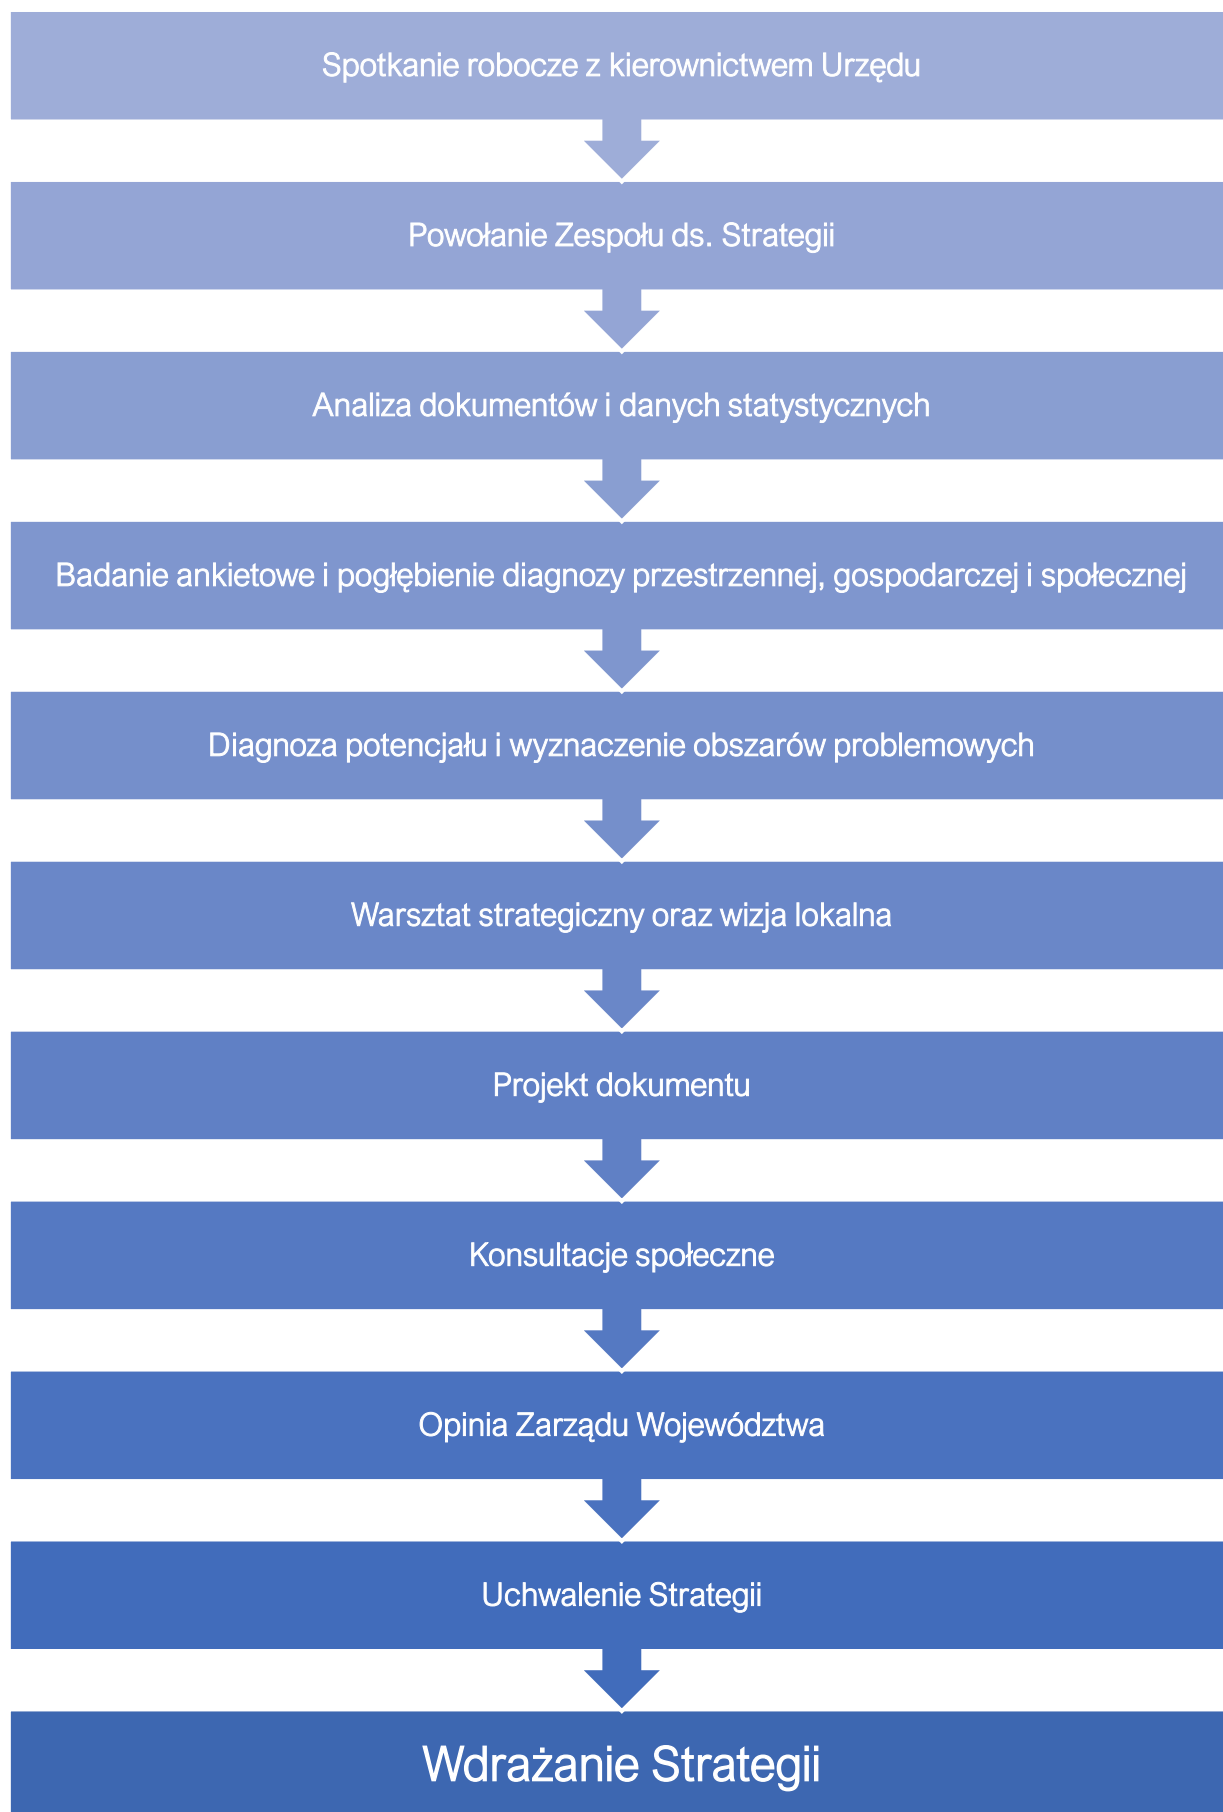 Spotkanie robocze z kierownictwem Urzędu
Powołanie Zespołu ds. Strategii
Analiza dokumentów i danych statystycznych
Badanie ankietowe i pogłębienie diagnozy przestrzennej, gospodarczej i społecznej
Diagnoza potencjału i wyznaczenie obszarów problemowych
Warsztat strategiczny oraz wizja lokalna
Projekt dokumentu
Konsultacje społeczne
Opinia Zarządu Województwa
Uchwalenie Strategii
Wdrażanie Strategii